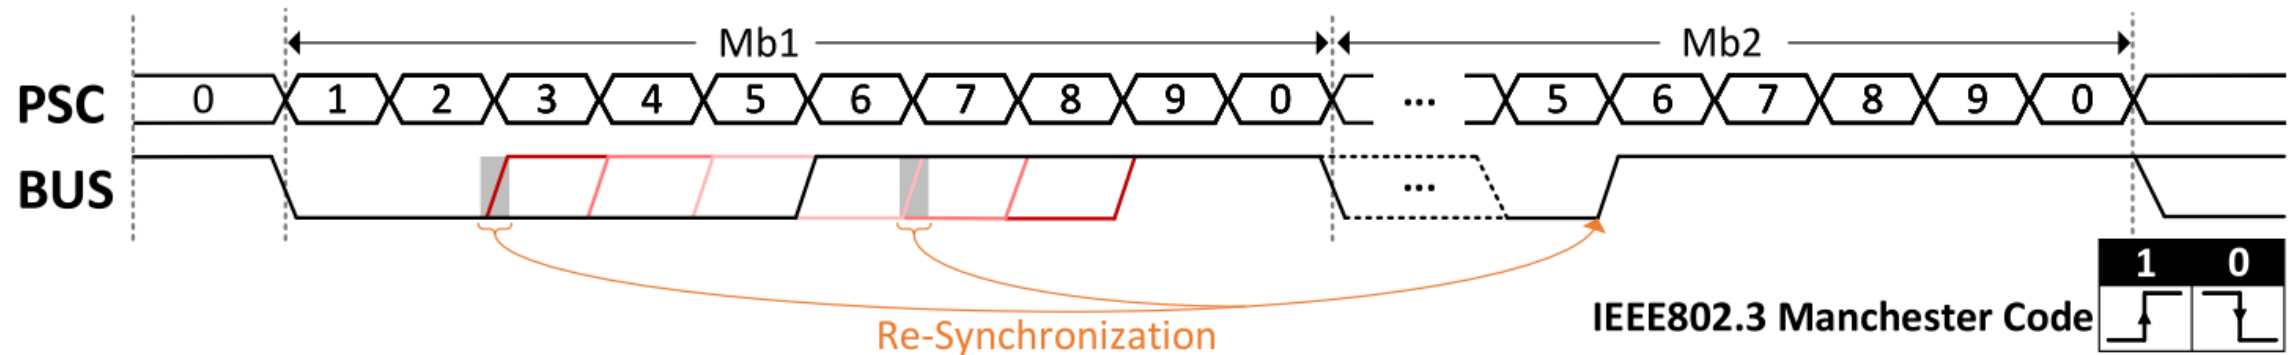 Mb1 Mb2
PSC 0 1 2 3 4 5 6 7 8 9 0 ... 5 6 7 8 9 0
BUS ...
1 0
IEEE802.3 Manchester Code
Re-Synchronization